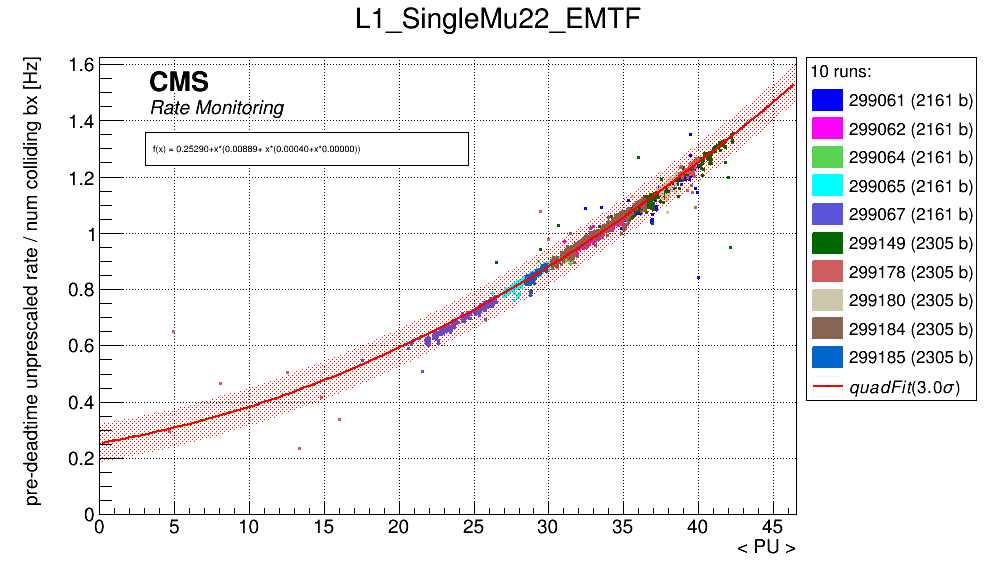 L1_SingleMu22_EMTF
pre-deadtime unprescaled rate / num colliding bx [Hz]
CMS
Rate Monitoring
f(x) = 0.25290+x*(0.00889+ x*(0.00040+x*0.00000))
1.6
1.4
1.2
1
0.8
0.6
0.4
0.2
0
0 5 10 15 20 25 30 35 40 45
< PU >
10 runs:
299061 (2161 b)
299062 (2161 b)
299064 (2161 b)
299065 (2161 b)
299067 (2161 b)
299149 (2305 b)
299178 (2305 b)
299180 (2305 b)
299184 (2305 b)
299185 (2305 b)
quadFit(3.0σ)